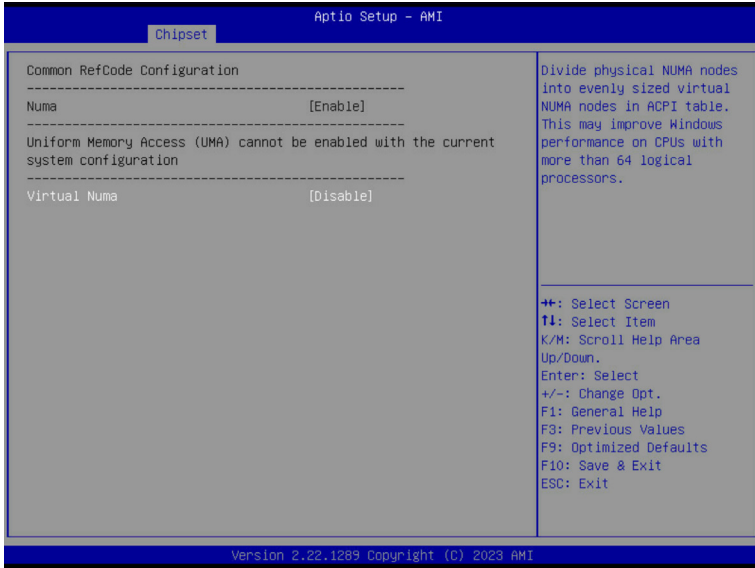 Aptio Setup – AMI
Chipset
Common RefCode Configuration
--------------------------------------------------
Numa [Enable]
--------------------------------------------------
Uniform Memory Access (UMA) cannot be enabled with the current
system configuration
--------------------------------------------------
Virtual Numa [Disable]
Divide physical NUMA nodes
into evenly sized virtual
NUMA nodes in ACPI table.
This may improve Windows
performance on CPUs with
more than 64 logical
processors.
→←: Select Screen
↑↓: Select Item
K/M: Scroll Help Area
Up/Down.
Enter: Select
+/-: Change Opt.
F1: General Help
F3: Previous Values
F9: Optimized Defaults
F10: Save & Exit
ESC: Exit
Version 2.22.1289 Copyright (C) 2023 AMI